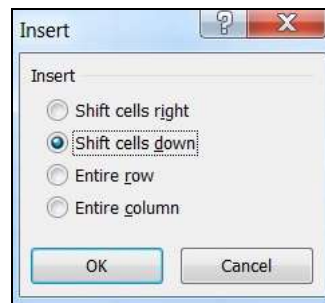 Insert
Insert
Shift cells right
Shift cells down
Entire row
Entire column
OK
Cancel